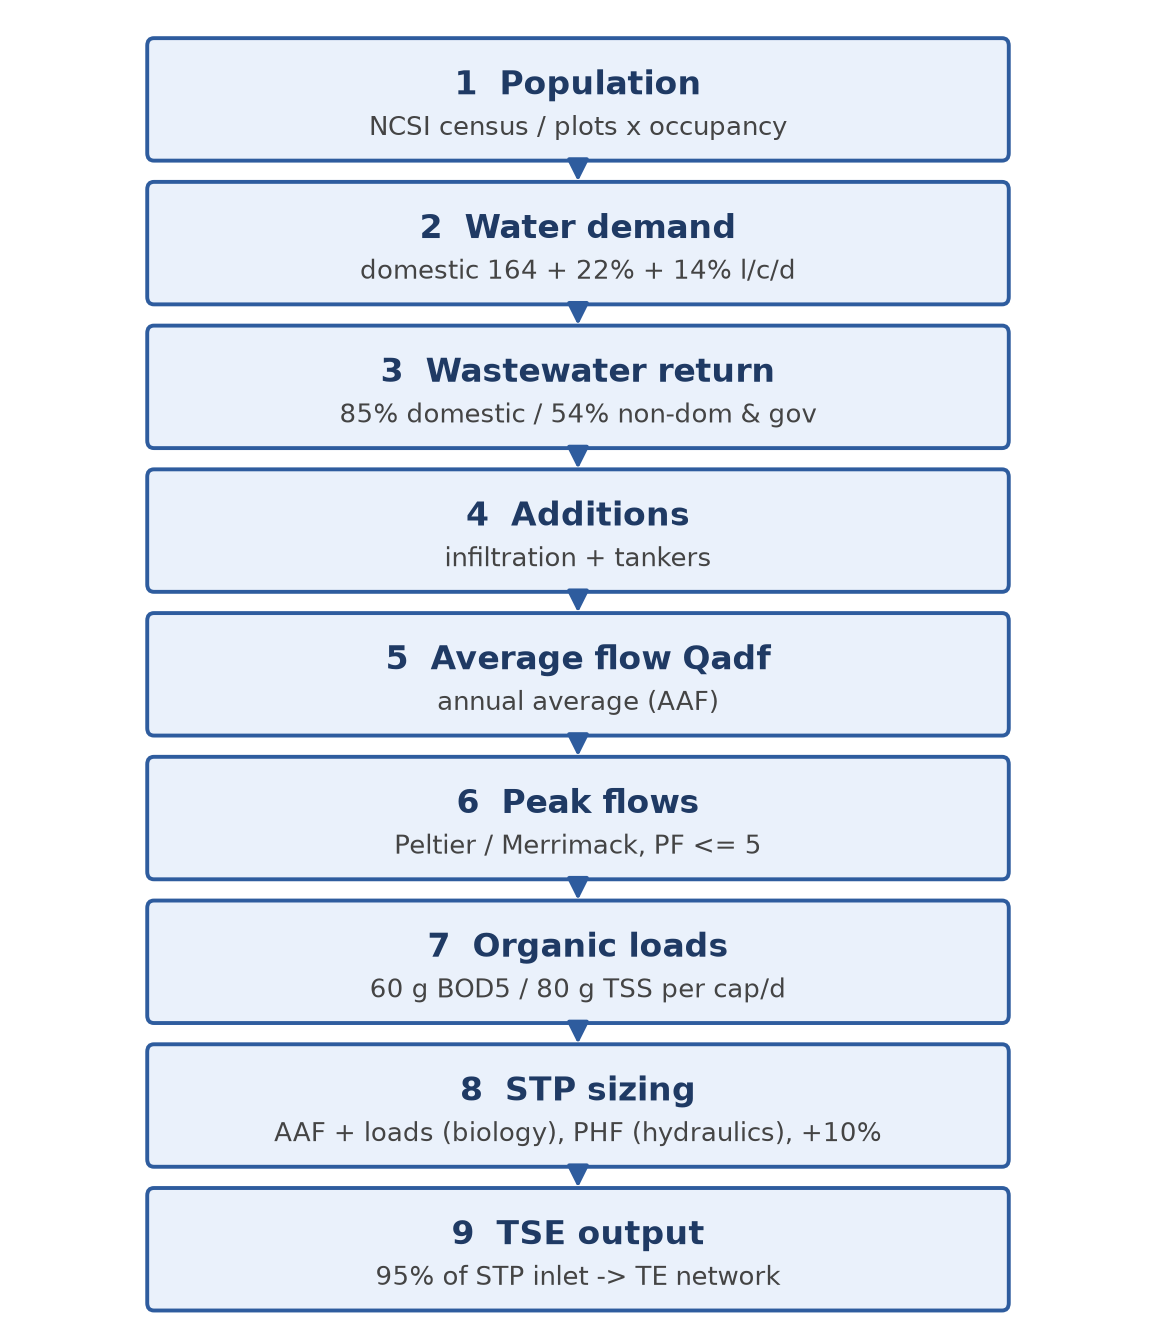 1 Population
NCSI census / plots x occupancy
2 Water demand
domestic 164 + 22% + 14% l/c/d
3 Wastewater return
85% domestic / 54% non-dom & gov
4 Additions
infiltration + tankers
5 Average flow Qadf
annual average (AAF)
6 Peak flows
Peltier / Merrimack, PF <= 5
7 Organic loads
60 g BOD5 / 80 g TSS per cap/d
8 STP sizing
AAF + loads (biology), PHF (hydraulics), +10%
9 TSE output
95% of STP inlet -> TE network